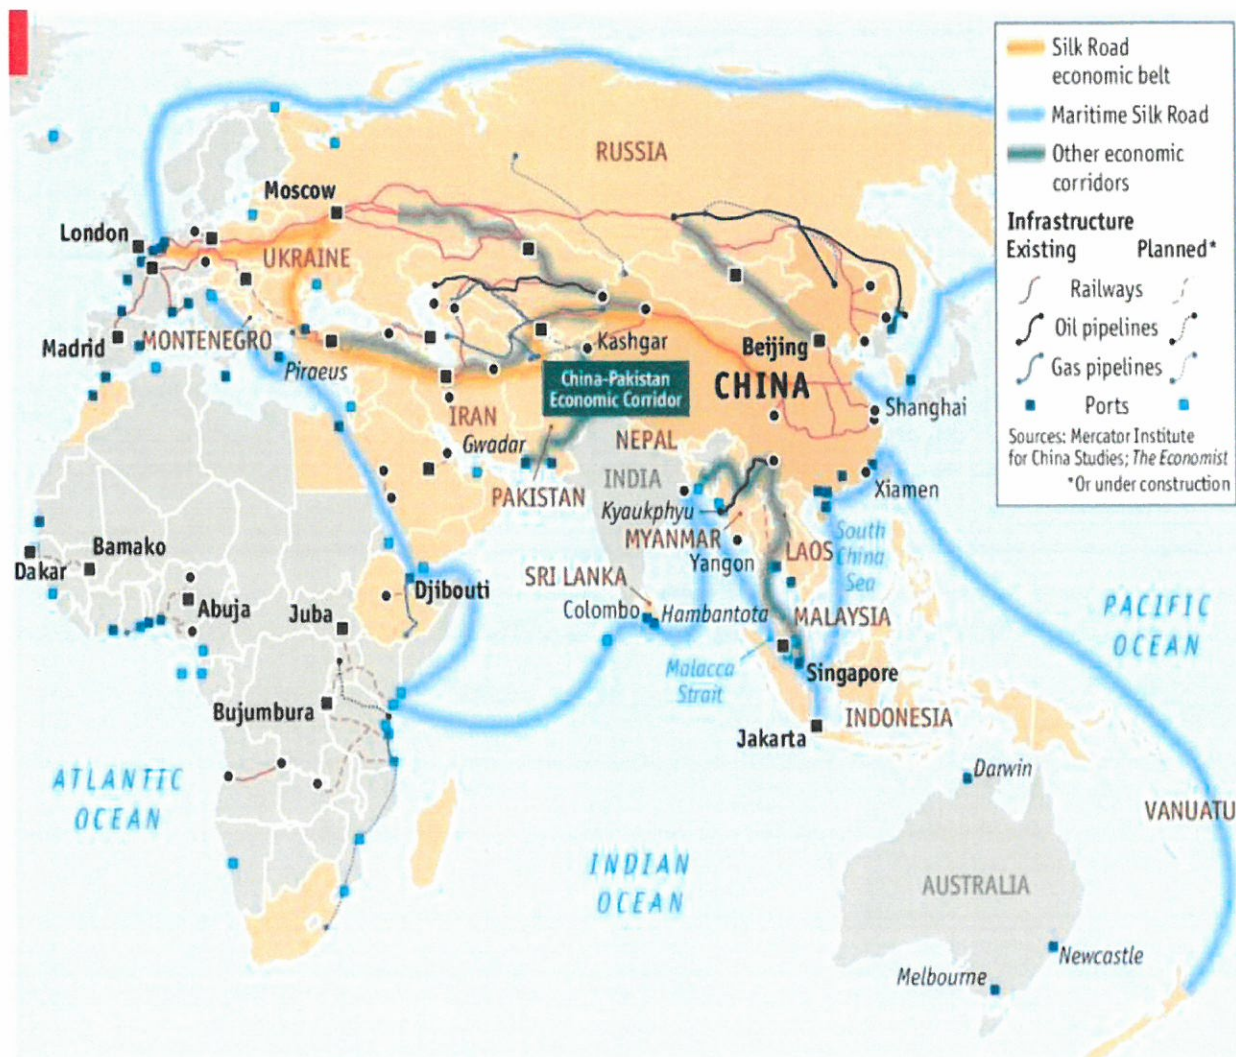 Silk Road
economic belt
Maritime Silk Road
Other economic
corridors
Infrastructure
Existing Planned*
Railways
Oil pipelines
Gas pipelines
Ports
Sources: Mercator Institute
for China Studies; The Economist
*Or under construction
RUSSIA
Moscow
London
UKRAINE
MONTENEGRO
Madrid
Piraeus
Kashgar
Beijing
CHINA
China-Pakistan
Economic Corridor
Shanghai
IRAN
Gwadar
NEPAL
INDIA
PAKISTAN
Xiamen
Kyaukphyu
MYANMAR
Yangon
LAOS
South
China
Sea
Bamako
Dakar
Abuja
Juba
Djibouti
SRI LANKA
Colombo
Hambantota
MALAYSIA
PACIFIC
OCEAN
Malacca
Strait
Singapore
Bujumbura
INDONESIA
Jakarta
ATLANTIC
OCEAN
Darwin
VANUATU
INDIAN
OCEAN
AUSTRALIA
Newcastle
Melbourne